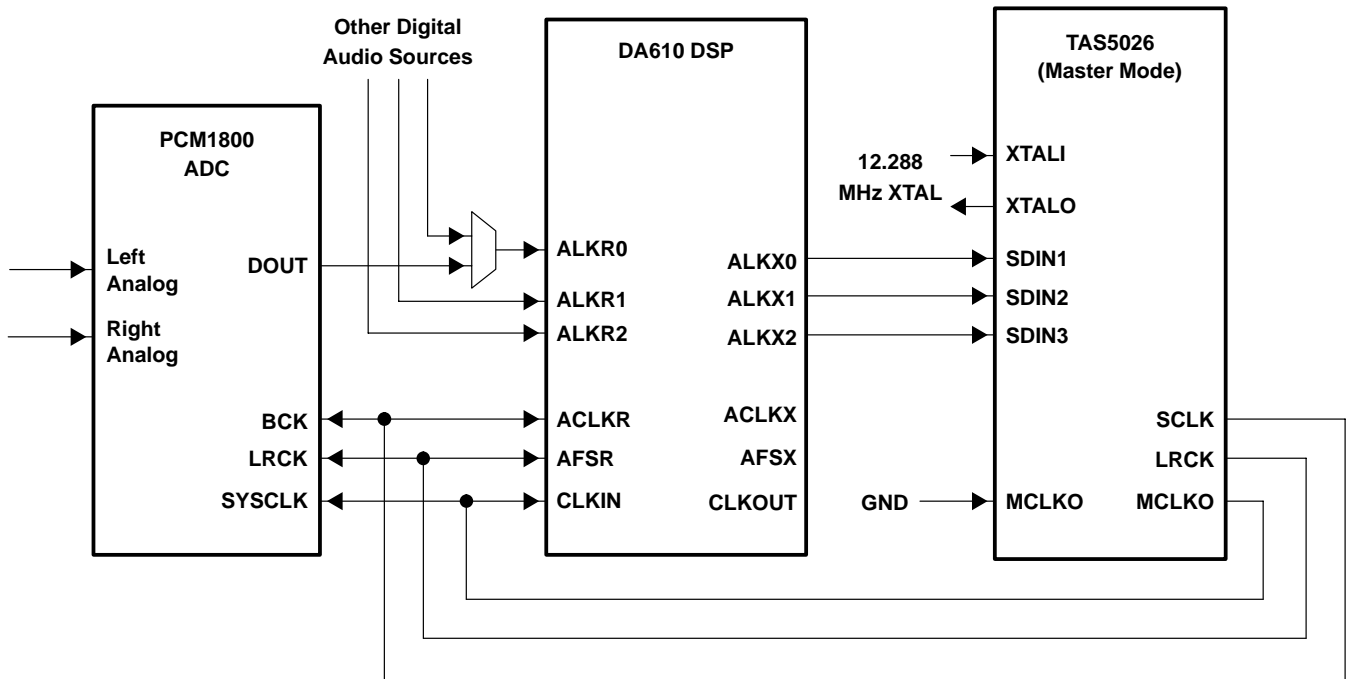 Other Digital
Audio Sources
PCM1800
ADC
Left
Analog
Right
Analog
DOUT
BCK
LRCK
SYSCLK
DA610 DSP
ALKR0
ALKR1
ALKR2
ACLKR
AFSR
CLKIN
ALKX0
ALKX1
ALKX2
ACLKX
AFSX
CLKOUT
12.288
MHz XTAL
GND
TAS5026
(Master Mode)
XTALI
XTALO
SDIN1
SDIN2
SDIN3
MCLKO
SCLK
LRCK
MCLKO